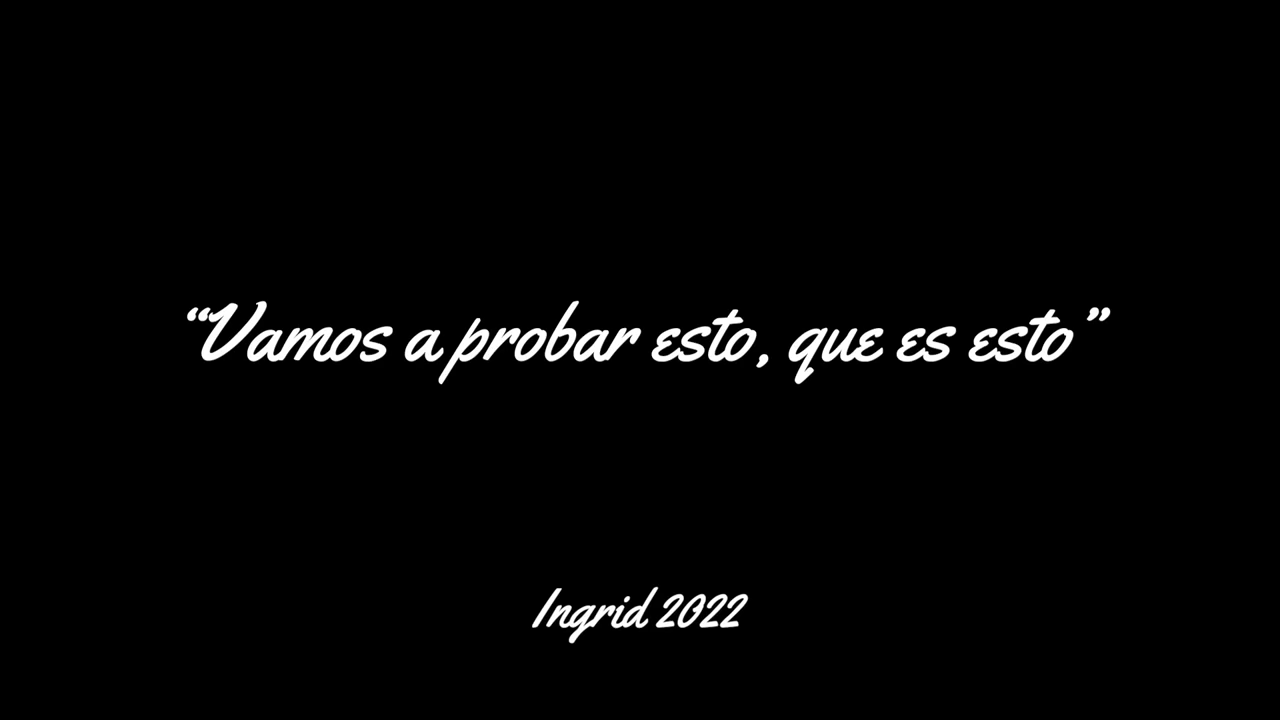 “Vamos a probar esto, que es esto”
Ingrid 2022